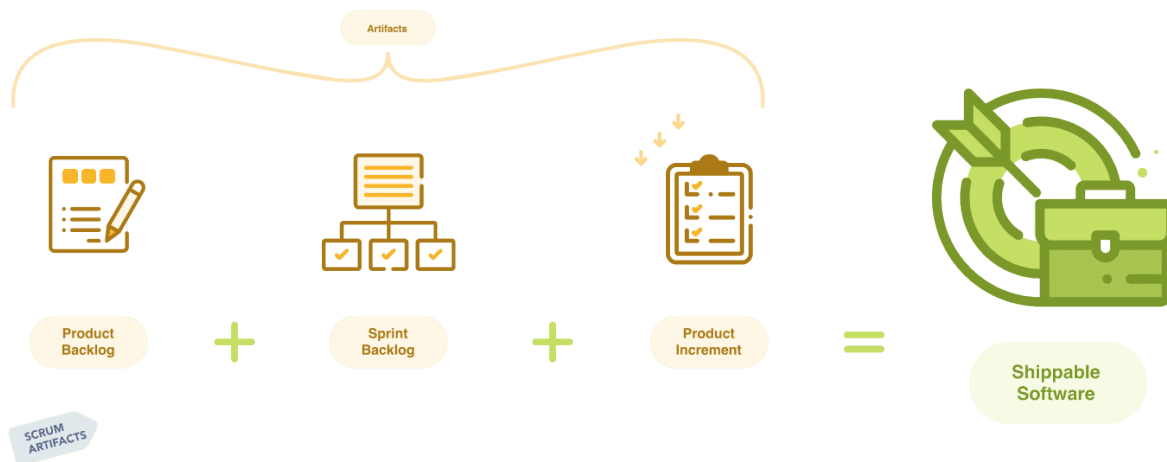 Artifacts
Product
Backlog
+
Sprint
Backlog
+
Product
Increment
=
Shippable
Software
SCRUM
ARTIFACTS